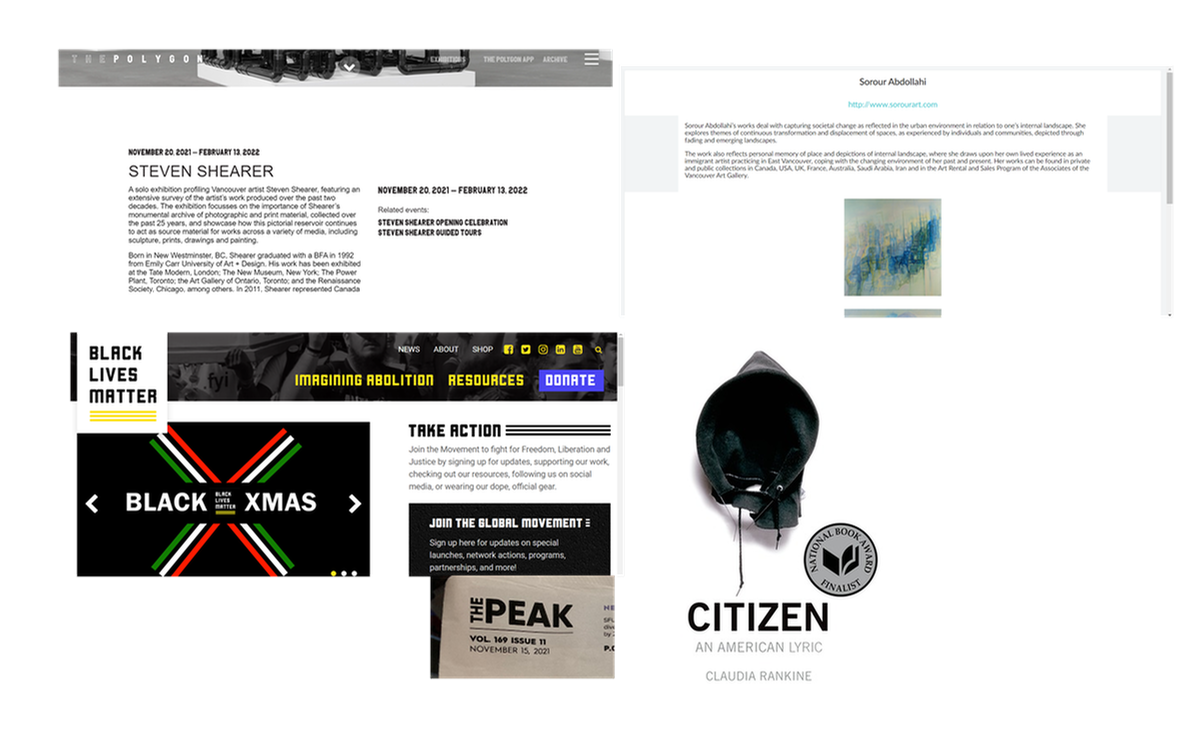 THE POLYGON
EXHIBITIONS THE POLYGON APP ARCHIVE
NOVEMBER 20, 2021 – FEBRUARY 13, 2022
STEVEN SHEARER
A solo exhibition profiling Vancouver artist Steven Shearer, featuring an
extensive survey of the artist's work produced over the past two
decades. The exhibition focusses on the importance of Shearer's
monumental archive of photographic and print material, collected over
the past 25 years, and showcase how this pictorial reservoir continues
to act as source material for works across a variety of media, including
sculpture, prints, drawings and painting.
Born in New Westminster, BC, Shearer graduated with a BFA in 1992
from Emily Carr University of Art + Design. His work has been exhibited
at the Tate Modern, London; The New Museum, New York; The Power
Plant, Toronto; the Art Gallery of Ontario, Toronto; and the Renaissance
Society, Chicago, among others. In 2011, Shearer represented Canada
NOVEMBER 20, 2021 – FEBRUARY 13, 2022
Related events:
STEVEN SHEARER OPENING CELEBRATION
STEVEN SHEARER GUIDED TOURS
Sorour Abdollahi
http://www.sorourart.com
Sorour Abdollahi's works deal with capturing societal change as reflected in the urban environment in relation to one's internal landscape. She
explores themes of continuous transformation and displacement of spaces, as experienced by individuals and communities, depicted through
fading and emerging landscapes.
The work also reflects personal memory of place and depictions of internal landscape, where she draws upon her own lived experience as an
immigrant artist practicing in East Vancouver, coping with the changing environment of her past and present. Her works can be found in private
and public collections in Canada, USA, UK, France, Australia, Saudi Arabia, Iran and in the Art Rental and Sales Program of the Associates of the
Vancouver Art Gallery.
BLACK
LIVES
MATTER
fyi
NEWS ABOUT SHOP
IMAGINING ABOLITION RESOURCES DONATE
BLACK BLACK LIVES MATTER XMAS
TAKE ACTION
Join the Movement to fight for Freedom, Liberation and
Justice by signing up for updates, supporting our work,
checking out our resources, following us on social
media, or wearing our dope, official gear.
JOIN THE GLOBAL MOVEMENT
Sign up here for updates on special
launches, network actions, programs,
partnerships, and more!
THE PEAK
VOL. 169 ISSUE 11
NOVEMBER 15, 2021
NATIONAL BOOK AWARD
FINALIST
CITIZEN
AN AMERICAN LYRIC
CLAUDIA RANKINE